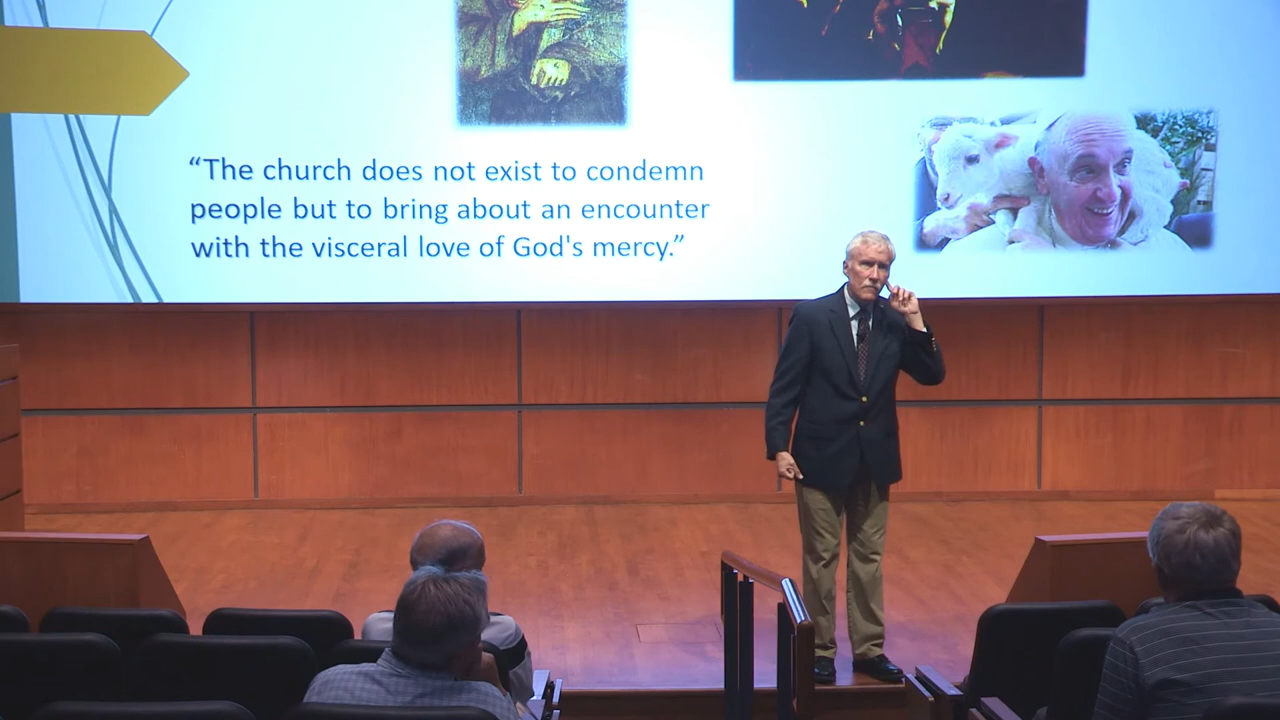 “The church does not exist to condemn
people but to bring about an encounter
with the visceral love of God's mercy.”